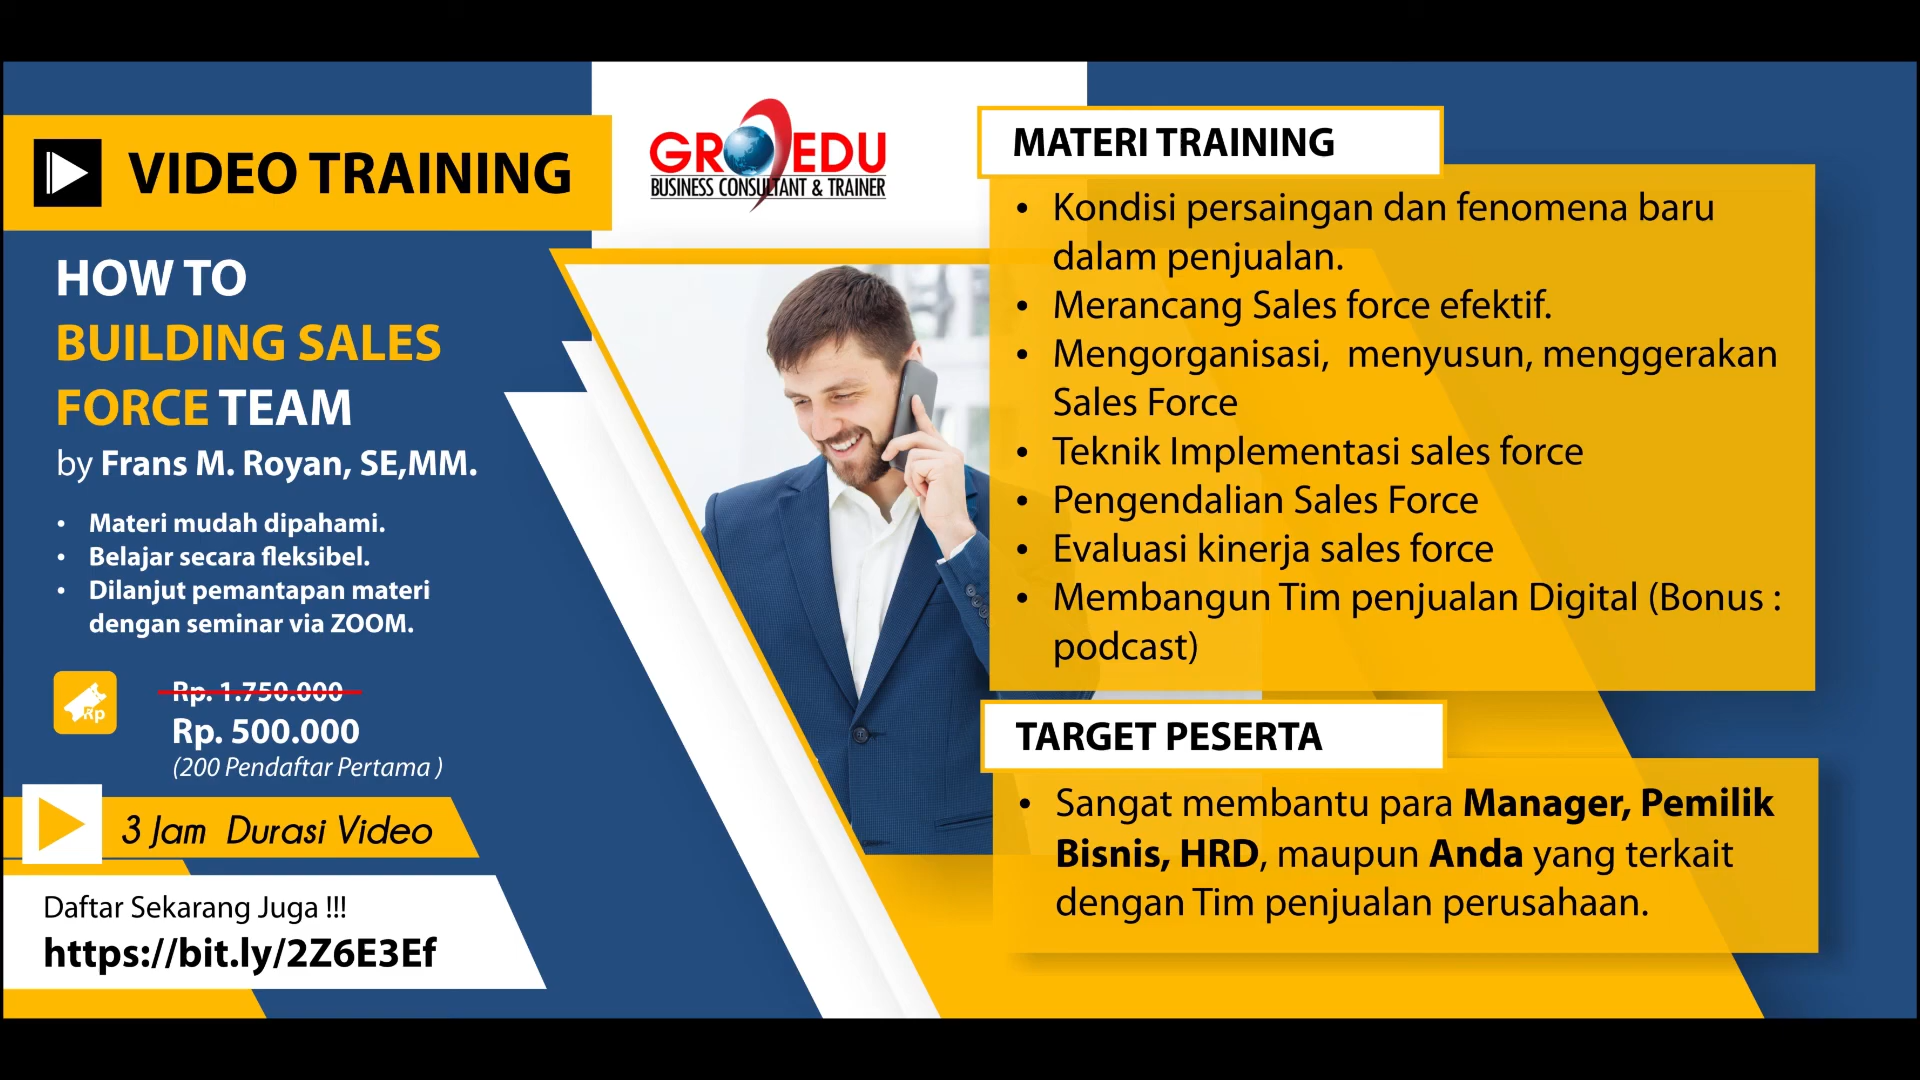 VIDEO TRAINING
HOW TO
BUILDING SALES
FORCE TEAM
by Frans M. Royan, SE,MM.
• Materi mudah dipahami.
• Belajar secara fleksibel.
• Dilanjut pemantapan materi
dengan seminar via ZOOM.
Rp
Rp. 1.750.000
Rp. 500.000
(200 Pendaftar Pertama )
3 Jam Durasi Video
Daftar Sekarang Juga !!!
https://bit.ly/2Z6E3Ef
GROEDU
BUSINESS CONSULTANT & TRAINER
MATERI TRAINING
• Kondisi persaingan dan fenomena baru
dalam penjualan.
• Merancang Sales force efektif.
• Mengorganisasi, menyusun, menggerakan
Sales Force
• Teknik Implementasi sales force
• Pengendalian Sales Force
• Evaluasi kinerja sales force
• Membangun Tim penjualan Digital (Bonus :
podcast)
TARGET PESERTA
• Sangat membantu para Manager, Pemilik
Bisnis, HRD, maupun Anda yang terkait
dengan Tim penjualan perusahaan.